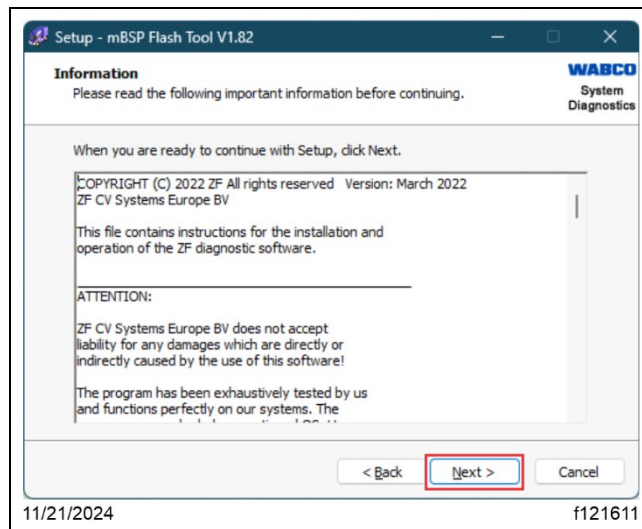 Setup - mBSP Flash Tool V1.82
Information
Please read the following important information before continuing.
WABCO
System
Diagnostics
When you are ready to continue with Setup, click Next.
COPYRIGHT (C) 2022 ZF All rights reserved   Version: March 2022
ZF CV Systems Europe BV
This file contains instructions for the installation and
operation of the ZF diagnostic software.
ATTENTION:
ZF CV Systems Europe BV does not accept
liability for any damages which are directly or
indirectly caused by the use of this software!
The program has been exhaustively tested by us
and functions perfectly on our systems. The
< Back
Next >
Cancel
11/21/2024
f121611